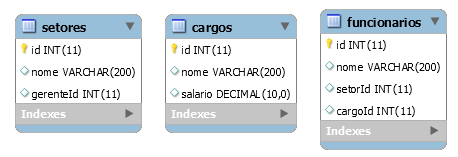 setores
id INT(11)
nome VARCHAR(200)
gerenteId INT(11)
Indexes
cargos
id INT(11)
nome VARCHAR(200)
salario DECIMAL(10,0)
Indexes
funcionarios
id INT(11)
nome VARCHAR(200)
setorId INT(11)
cargoId INT(11)
Indexes